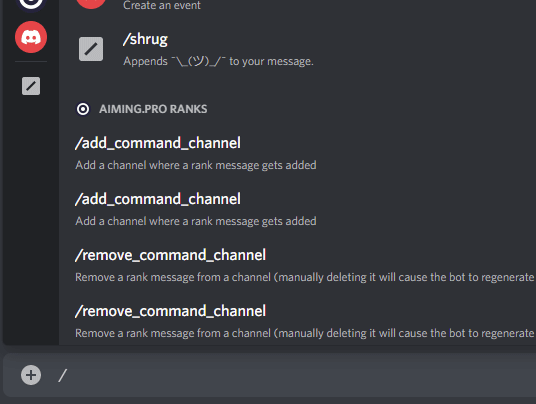 Create an event
/shrug
Appends ¯\_(ツ)_/¯ to your message.
AIMING.PRO RANKS
/add_command_channel
Add a channel where a rank message gets added
/add_command_channel
Add a channel where a rank message gets added
/remove_command_channel
Remove a rank message from a channel (manually deleting it will cause the bot to regenerate
/remove_command_channel
Remove a rank message from a channel (manually deleting it will cause the bot to regenerate
/